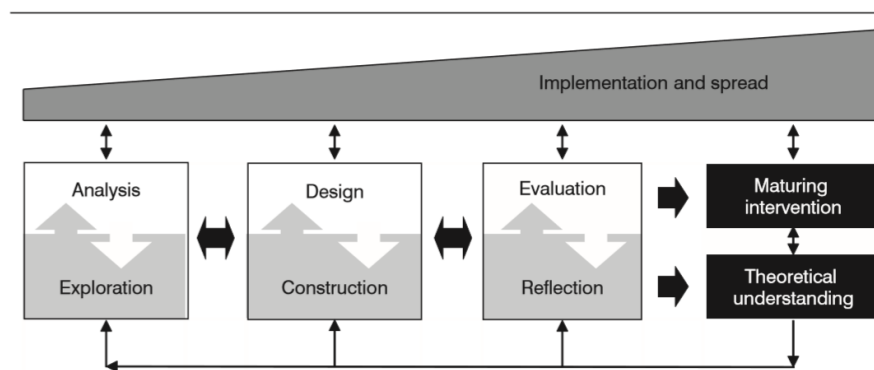 Implementation and spread
Analysis
Exploration
Design
Construction
Evaluation
Reflection
Maturing
intervention
Theoretical
understanding